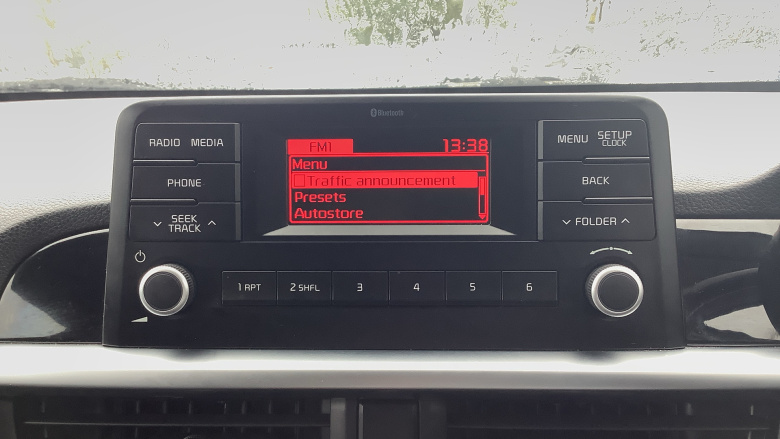 Bluetooth
RADIO MEDIA
PHONE
SEEK
TRACK
FM1 13:38
Menu
Traffic announcement
Presets
Autostore
MENU SETUP
CLOCK
BACK
FOLDER
1 RPT 2 SHFL 3 4 5 6